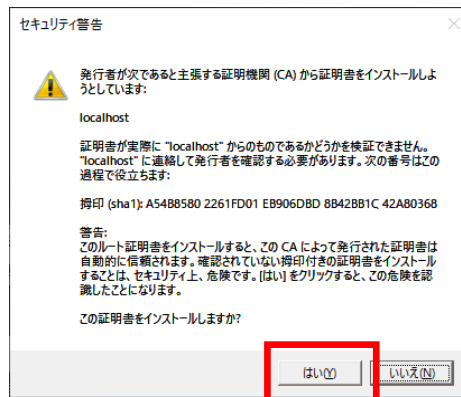 セキュリティ警告
発行者が次であると主張する証明機関 (CA) から証明書をインストールしよ
うとしています:
localhost
証明書が実際に "localhost" からのものであるかどうかを検証できません。
"localhost" に連絡して発行者を確認する必要があります。次の番号はこの
過程で役立ちます:
拇印 (sha1): A54B8580 2261FD01 EB906DBD 8B42BB1C 42A80368
警告:
このルート証明書をインストールすると、この CA によって発行された証明書は
自動的に信頼されます。確認されていない拇印付きの証明書をインストール
することは、セキュリティ上、危険です。[はい] をクリックすると、この危険を認
識したことになります。
この証明書をインストールしますか?
はい(Y)
いいえ(N)